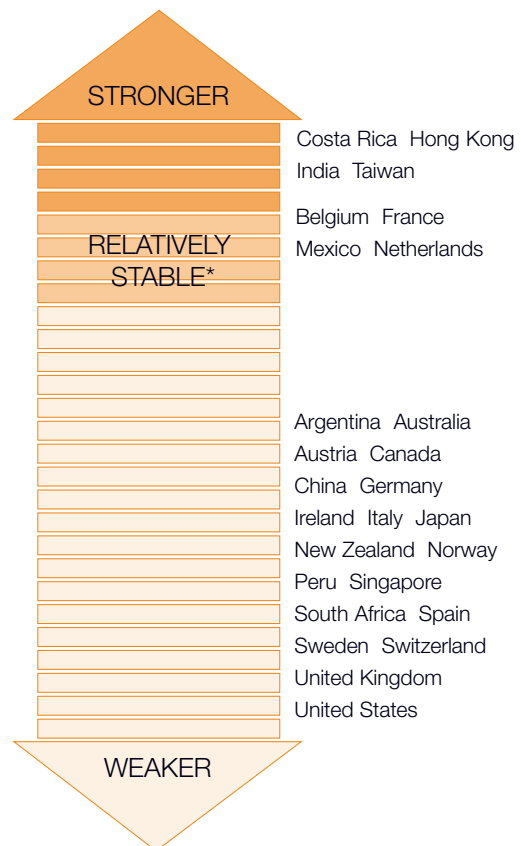 STRONGER
Costa Rica Hong Kong
India Taiwan
Belgium France
RELATIVELY
STABLE*
Mexico Netherlands
Argentina Australia
Austria Canada
China Germany
Ireland Italy Japan
New Zealand Norway
Peru Singapore
South Africa Spain
Sweden Switzerland
United Kingdom
United States
WEAKER